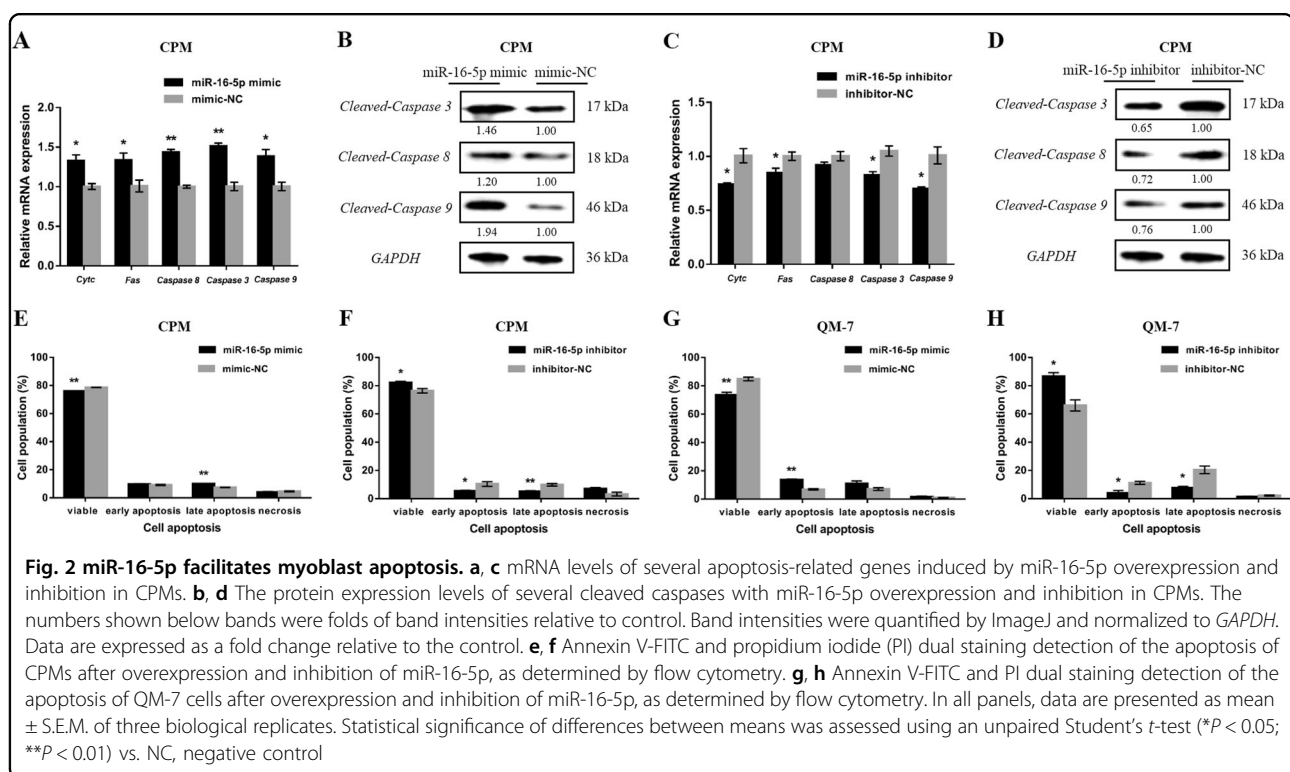 A
CPM
miR-16-5p mimic
mimic-NC
Relative mRNA expression
2.0
1.5
1.0
0.5
0.0
* * ** ** *
Cytc Fas Caspase 8 Caspase 3 Caspase 9
B
CPM
miR-16-5p mimic mimic-NC
Cleaved-Caspase 3 17 kDa
1.46 1.00
Cleaved-Caspase 8 18 kDa
1.20 1.00
Cleaved-Caspase 9 46 kDa
1.94 1.00
GAPDH 36 kDa
C
CPM
miR-16-5p inhibitor
inhibitor-NC
Relative mRNA expression
1.5
1.0
0.5
0.0
* * * *
Cytc Fas Caspase 8 Caspase 3 Caspase 9
D
CPM
miR-16-5p inhibitor inhibitor-NC
Cleaved-Caspase 3 17 kDa
0.65 1.00
Cleaved-Caspase 8 18 kDa
0.72 1.00
Cleaved-Caspase 9 46 kDa
0.76 1.00
GAPDH 36 kDa
E
CPM
miR-16-5p mimic
mimic-NC
Cell population (%)
100
80
60
40
20
0
** **
viable early apoptosis late apoptosis necrosis
Cell apoptosis
F
CPM
miR-16-5p inhibitor
inhibitor-NC
Cell population (%)
100
80
60
40
20
0
* * **
viable early apoptosis late apoptosis necrosis
Cell apoptosis
G
QM-7
miR-16-5p mimic
mimic-NC
Cell population (%)
100
80
60
40
20
0
** **
viable early apoptosis late apoptosis necrosis
Cell apoptosis
H
QM-7
miR-16-5p inhibitor
inhibitor-NC
Cell population (%)
100
80
60
40
20
0
* * *
viable early apoptosis late apoptosis necrosis
Cell apoptosis
Fig. 2 miR-16-5p facilitates myoblast apoptosis. a, c mRNA levels of several apoptosis-related genes induced by miR-16-5p overexpression and
inhibition in CPMs. b, d The protein expression levels of several cleaved caspases with miR-16-5p overexpression and inhibition in CPMs. The
numbers shown below bands were folds of band intensities relative to control. Band intensities were quantified by ImageJ and normalized to GAPDH.
Data are expressed as a fold change relative to the control. e, f Annexin V-FITC and propidium iodide (PI) dual staining detection of the apoptosis of
CPMs after overexpression and inhibition of miR-16-5p, as determined by flow cytometry. g, h Annexin V-FITC and PI dual staining detection of the
apoptosis of QM-7 cells after overexpression and inhibition of miR-16-5p, as determined by flow cytometry. In all panels, data are presented as mean
± S.E.M. of three biological replicates. Statistical significance of differences between means was assessed using an unpaired Student's t-test (*P < 0.05;
**P < 0.01) vs. NC, negative control